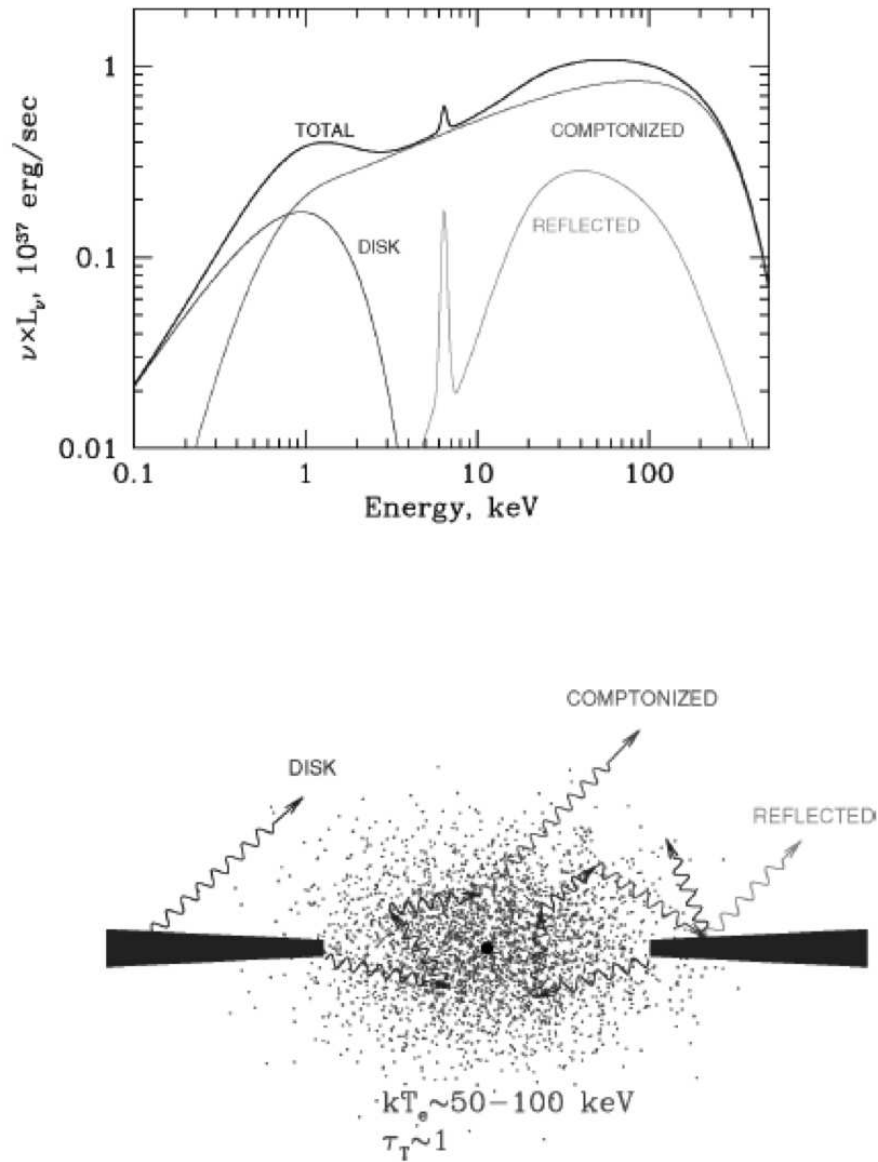 1
0.1
0.01
ν×L_ν, 10^37 erg/sec
TOTAL
DISK
COMPTONIZED
REFLECTED
0.1 1 10 100
Energy, keV
COMPTONIZED
DISK
REFLECTED
kT_e~50-100 keV
τ_T~1